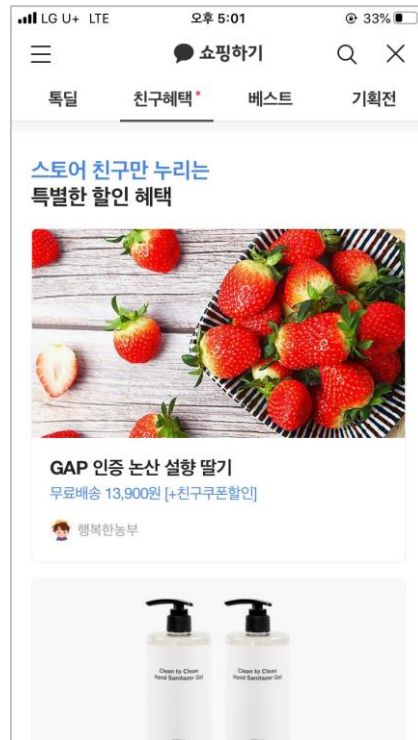 LG U+ LTE 오후 5:01 33%
쇼핑하기
톡딜 친구혜택 베스트 기획전
스토어 친구만 누리는
특별한 할인 혜택
GAP 인증 논산 설향 딸기
무료배송 13,900원 [+친구쿠폰할인]
행복한농부
Clean to Clean Clean to Clean
Hand Sanitazer Gel Hand Sanitazer Gel